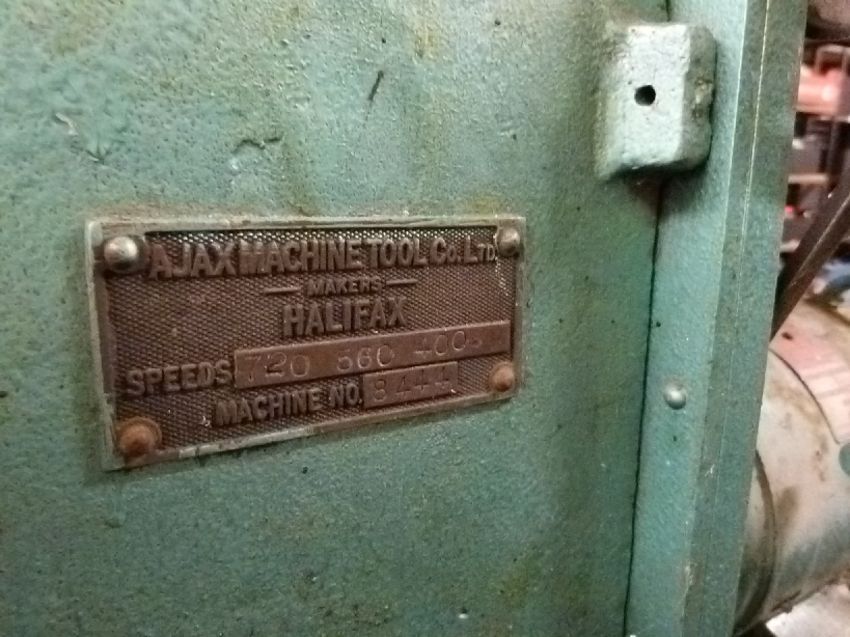 AJAX MACHINE TOOL Co. LTD.
MAKERS
HALIFAX
SPEEDS 720 560 400
MACHINE NO. 8444